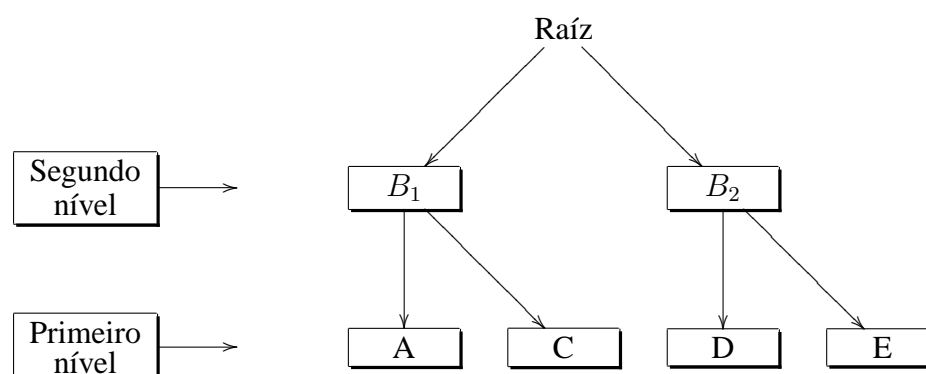 Raíz
Segundo
nível
B₁
B₂
Primeiro
nível
A
C
D
E